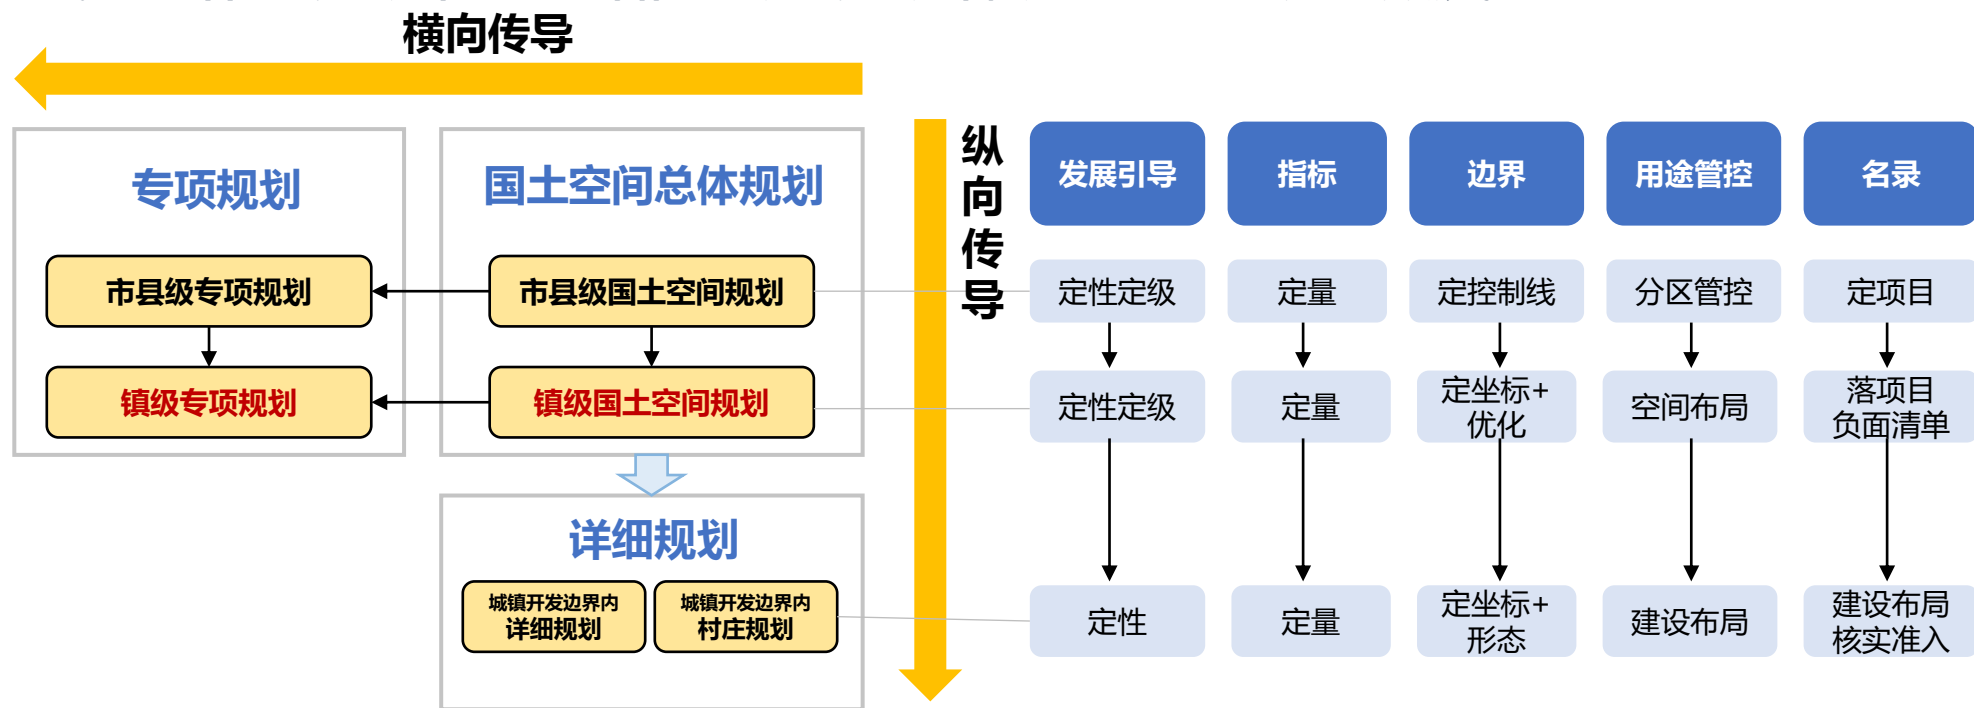 横向传导
专项规划
国土空间总体规划
市县级专项规划
市县级国土空间规划
镇级专项规划
镇级国土空间规划
详细规划
城镇开发边界内
详细规划
城镇开发边界内
村庄规划
纵
向
传
导
发展引导
指标
边界
用途管控
名录
定性定级
定量
定控制线
分区管控
定项目
定性定级
定量
定坐标+
优化
空间布局
落项目
负面清单
定性
定量
定坐标+
形态
建设布局
建设布局
核实准入